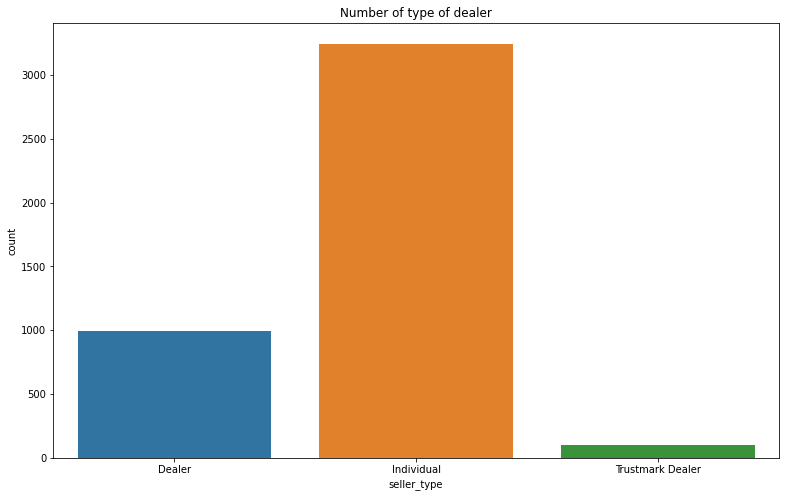 Number of type of dealer
3000
2500
2000
1500
1000
500
0
count
Dealer
Individual
Trustmark Dealer
seller_type